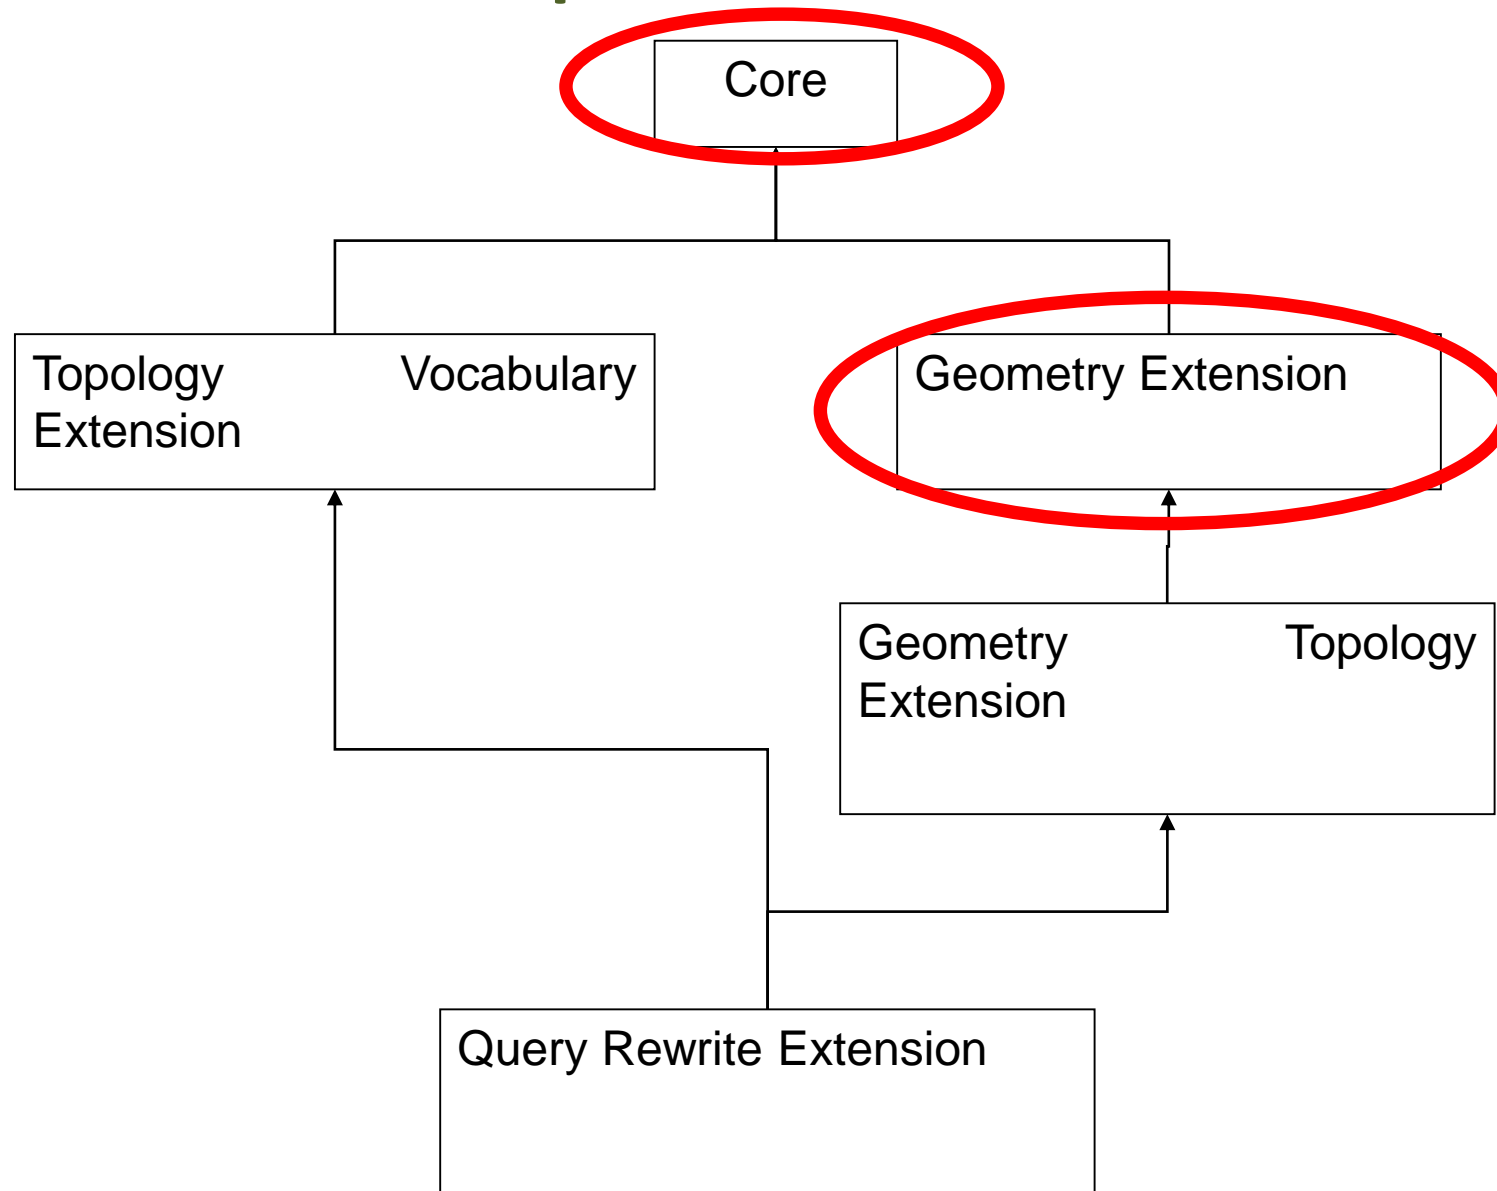 Core
Topology Vocabulary
Extension
Geometry Extension
Geometry Topology
Extension
Query Rewrite Extension